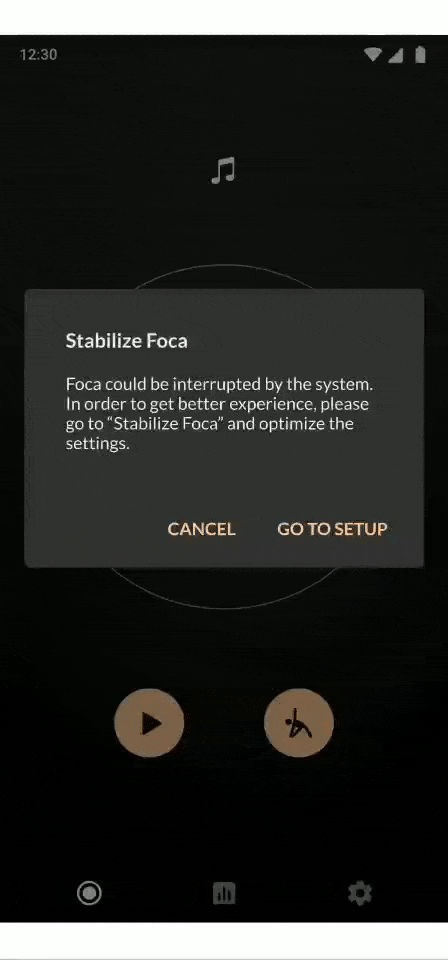 12:30
Stabilize Foca
Foca could be interrupted by the system.
In order to get better experience, please
go to “Stabilize Foca” and optimize the
settings.
CANCEL GO TO SETUP